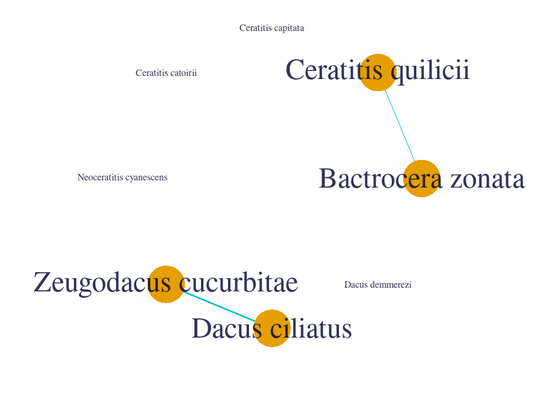 Ceratitis capitata
Ceratitis quilicii
Ceratitis catoirii
Neoceratitis cyanescens
Bactrocera zonata
Zeugodacus cucurbitae
Dacus demmerezi
Dacus ciliatus